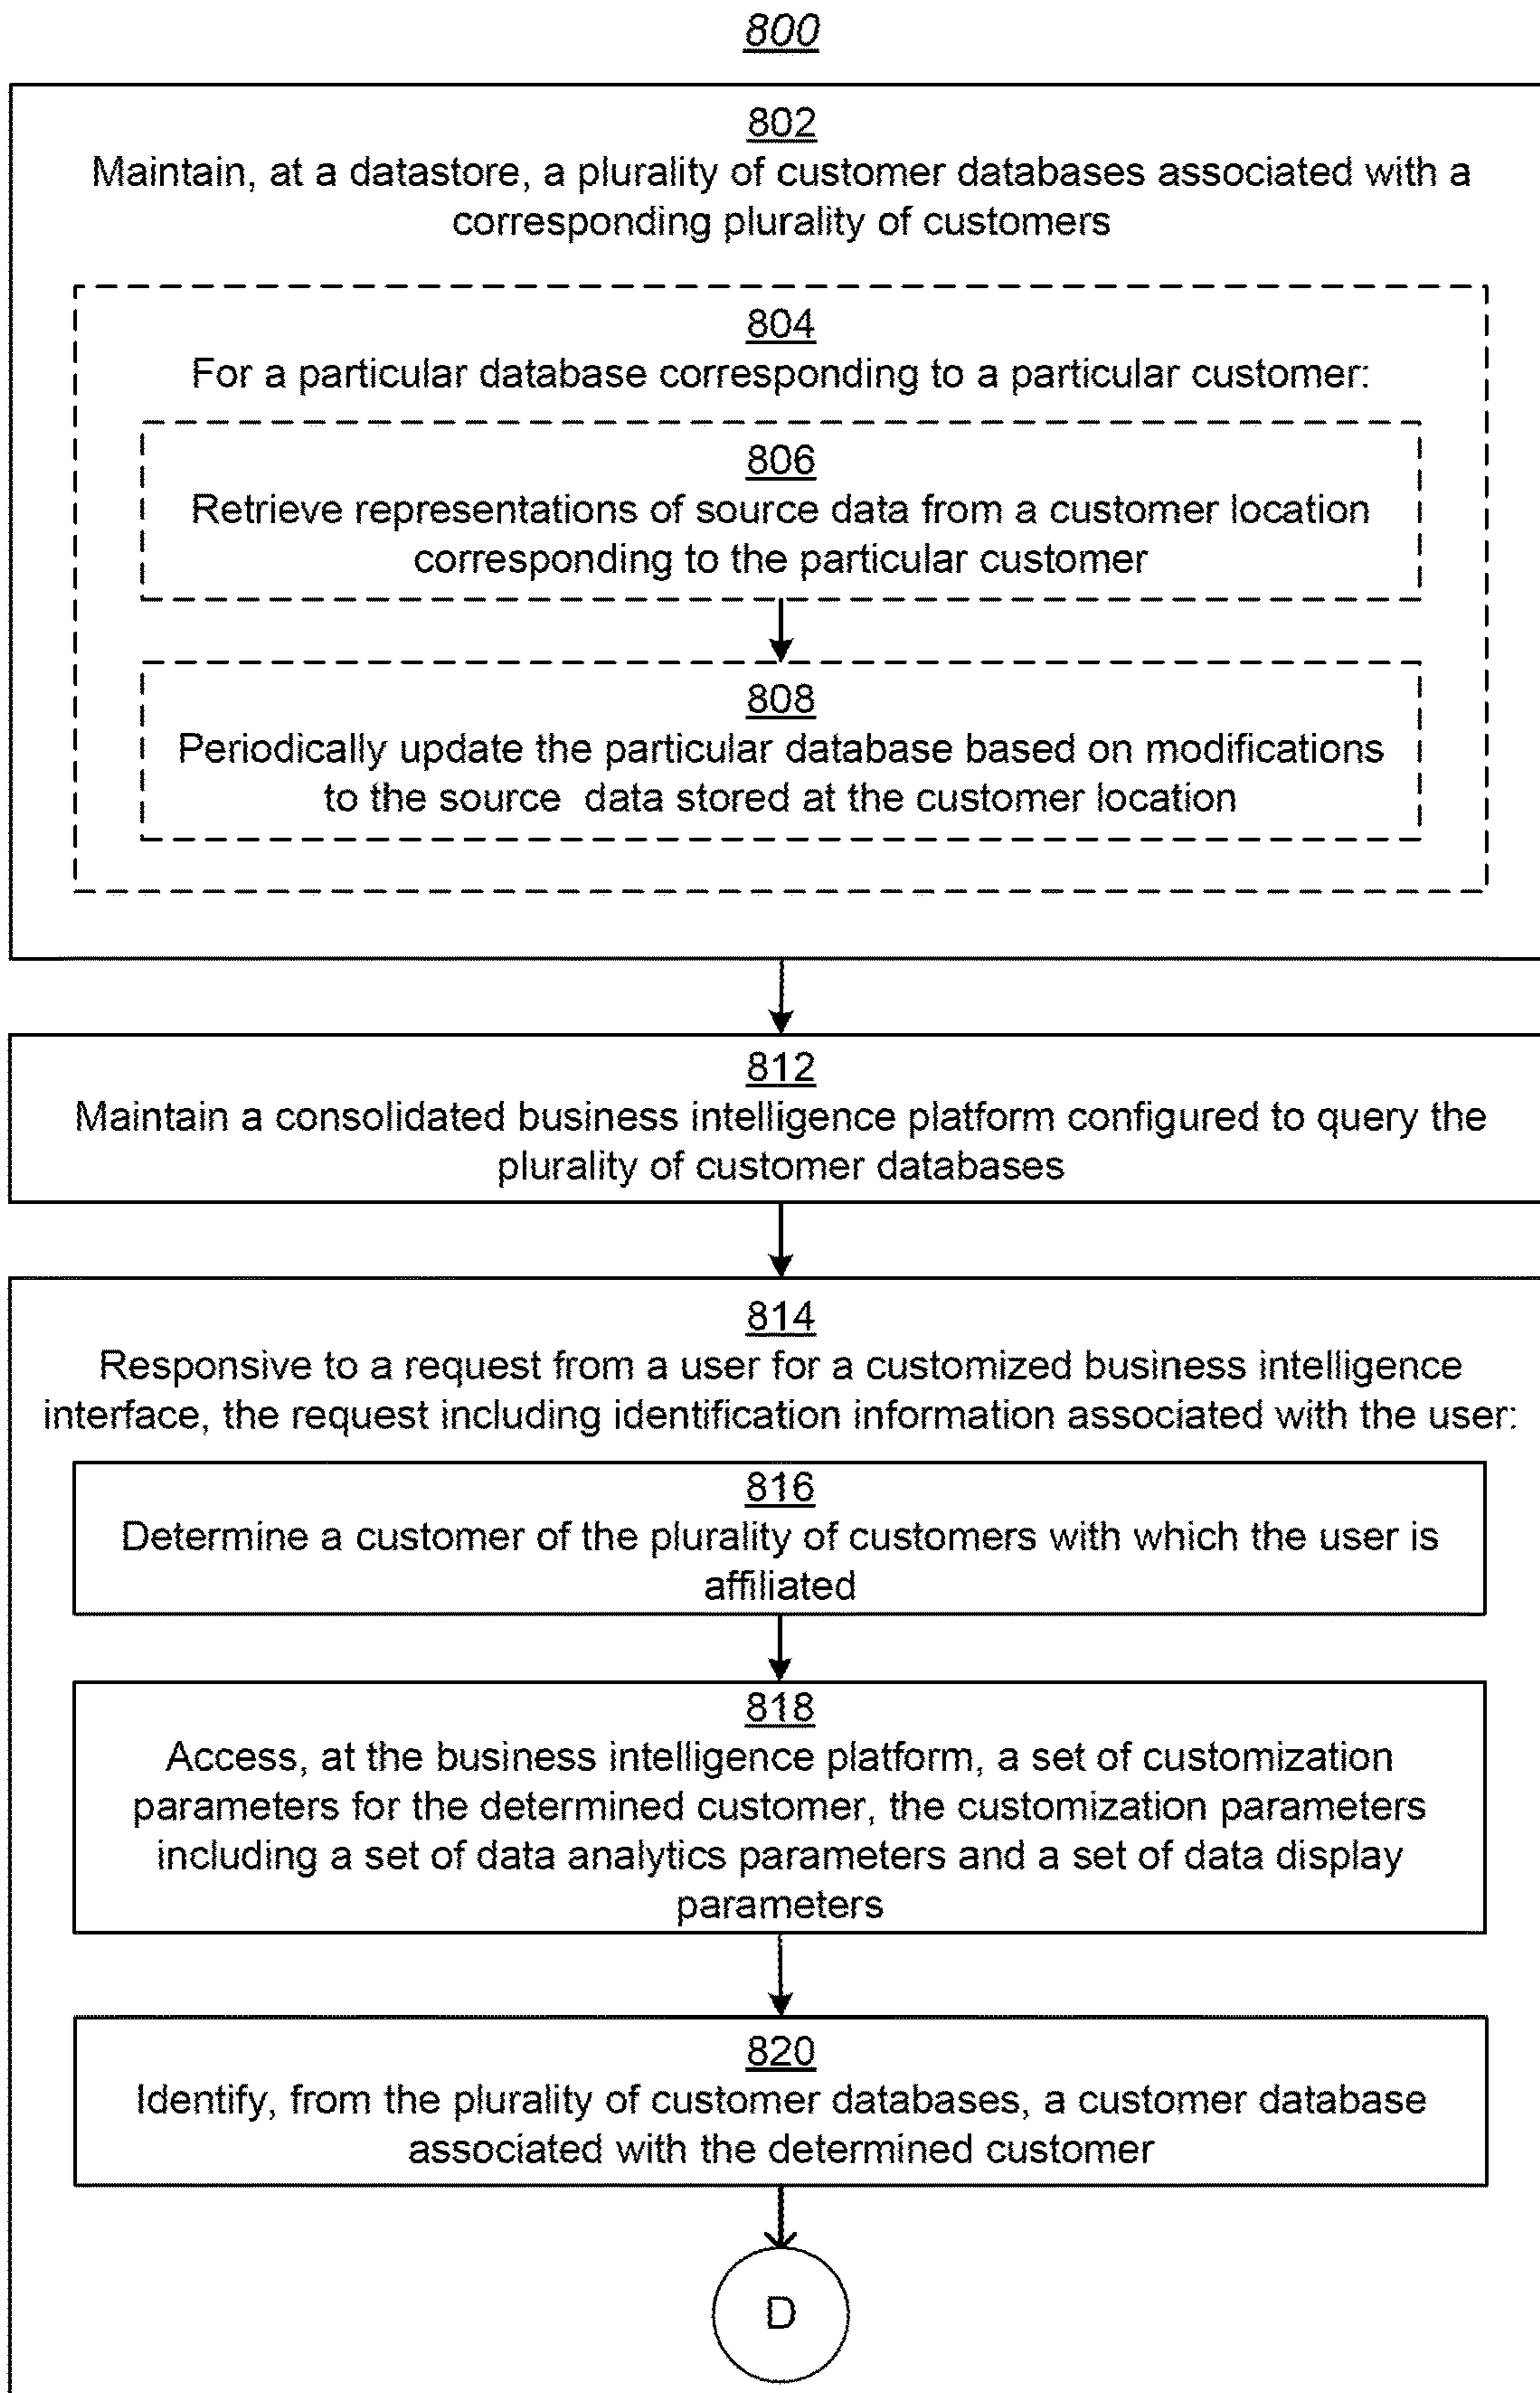 800
802
Maintain, at a datastore, a plurality of customer databases associated with a
corresponding plurality of customers
804
For a particular database corresponding to a particular customer:
806
Retrieve representations of source data from a customer location
corresponding to the particular customer
808
Periodically update the particular database based on modifications
to the source data stored at the customer location
812
Maintain a consolidated business intelligence platform configured to query the
plurality of customer databases
814
Responsive to a request from a user for a customized business intelligence
interface, the request including identification information associated with the user:
816
Determine a customer of the plurality of customers with which the user is
affiliated
818
Access, at the business intelligence platform, a set of customization
parameters for the determined customer, the customization parameters
including a set of data analytics parameters and a set of data display
parameters
820
Identify, from the plurality of customer databases, a customer database
associated with the determined customer
D